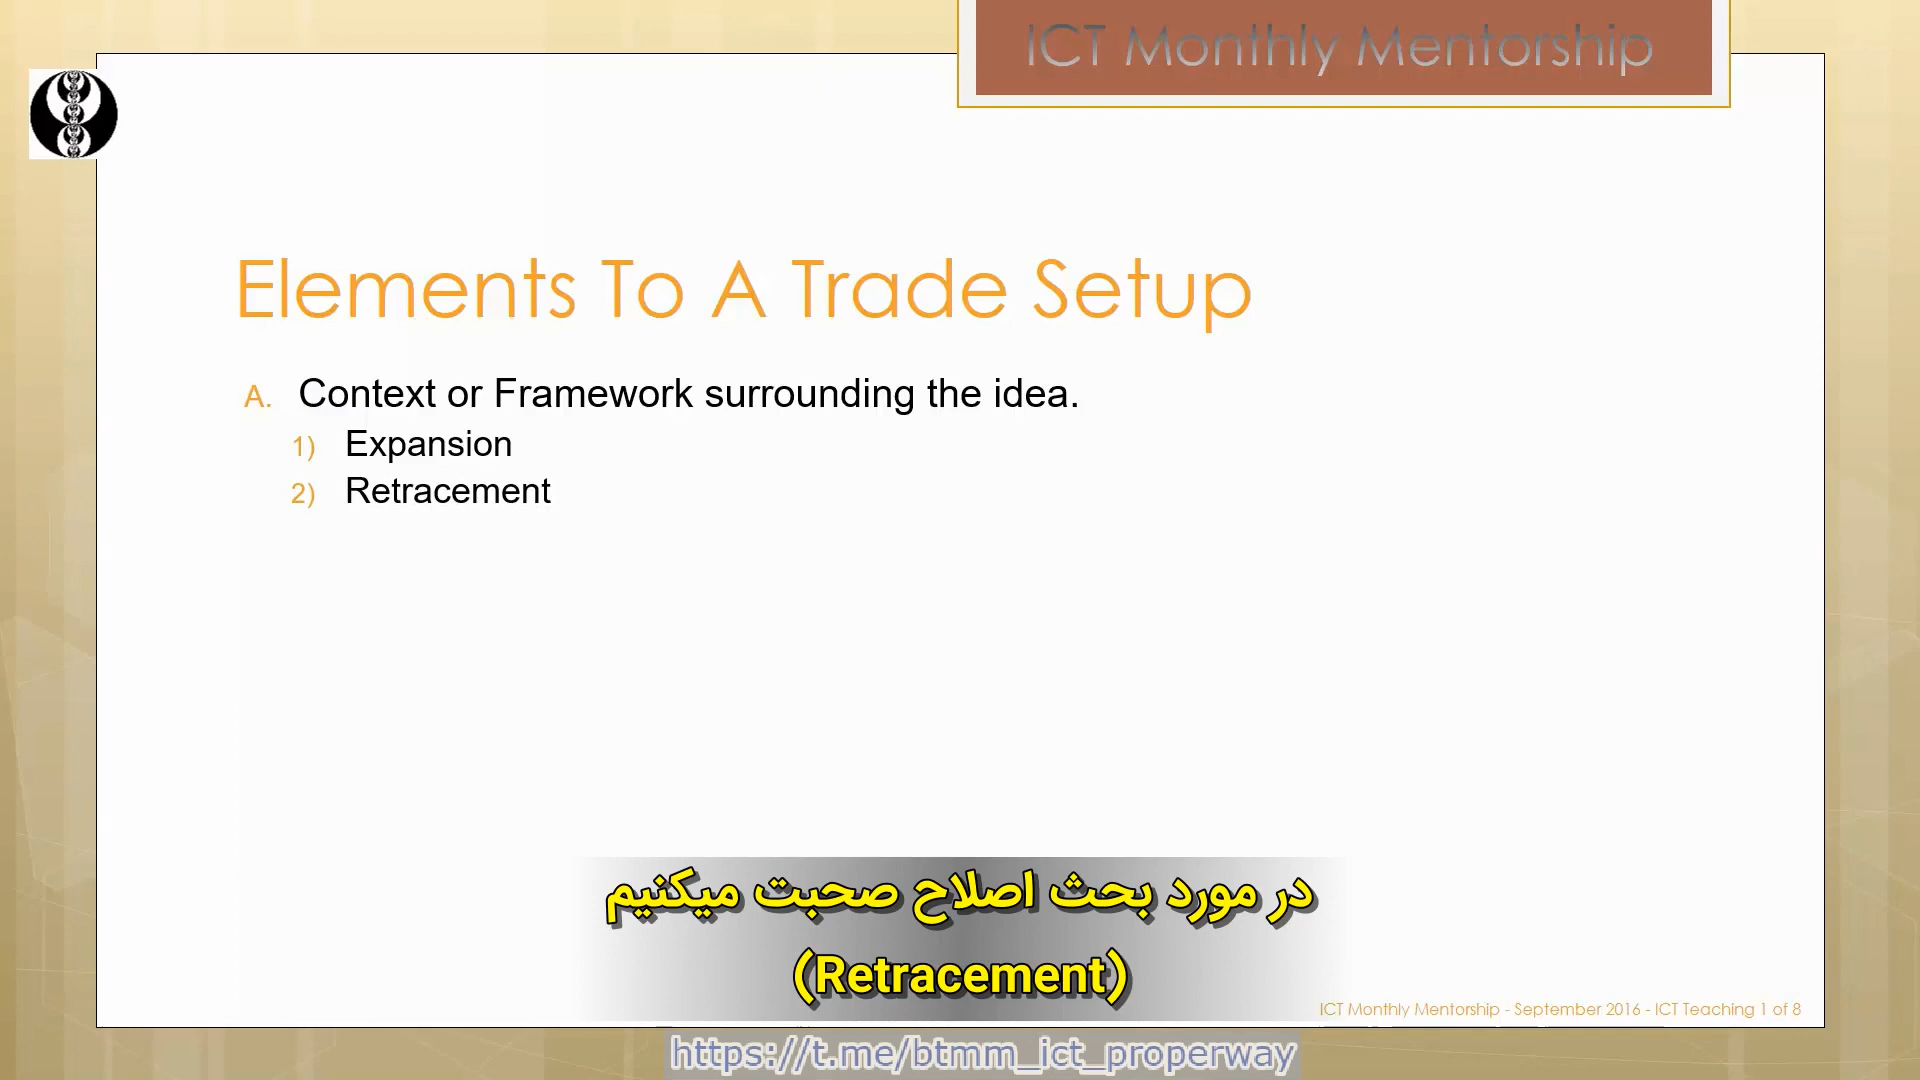 ICT Monthly Mentorship
Elements To A Trade Setup
A. Context or Framework surrounding the idea.
1) Expansion
2) Retracement
در مورد بحث اصلاح صحبت میکنیم
(Retracement)
ICT Monthly Mentorship - September 2016 - ICT Teaching 1 of 8
https://t.me/btmm_ict_properway